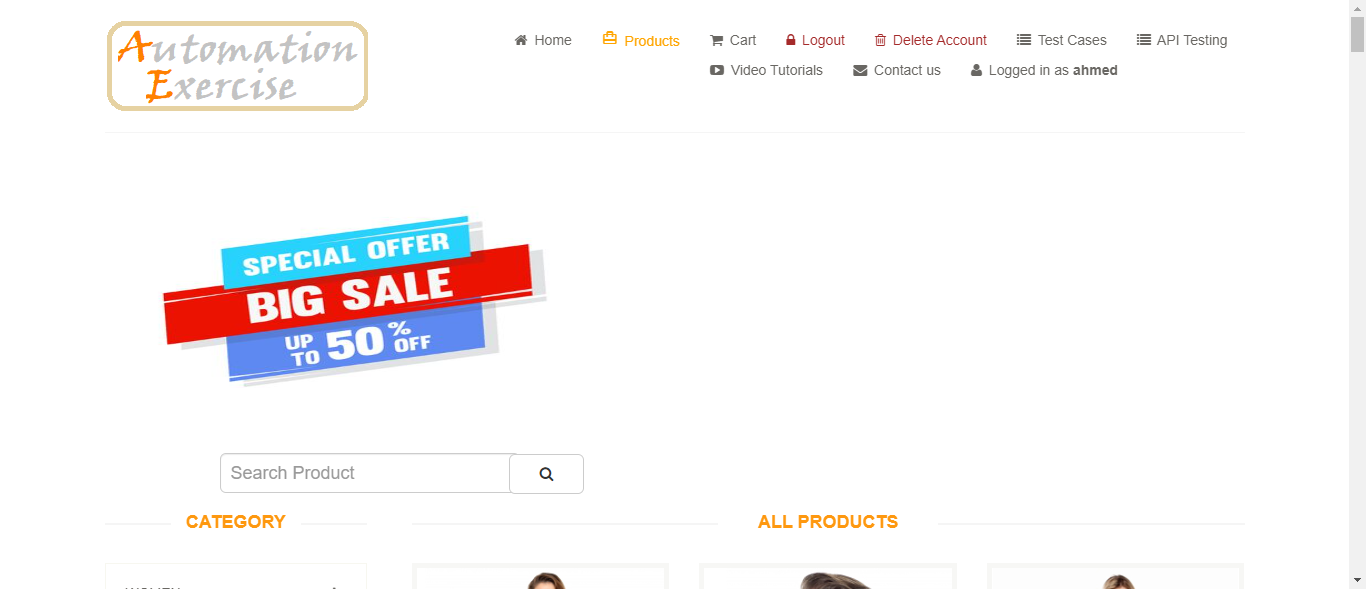 Automation
Exercise
Home Products Cart Logout Delete Account Test Cases API Testing
Video Tutorials Contact us Logged in as ahmed
SPECIAL OFFER
BIG SALE
UP TO 50% OFF
Search Product
CATEGORY ALL PRODUCTS
WOMEN